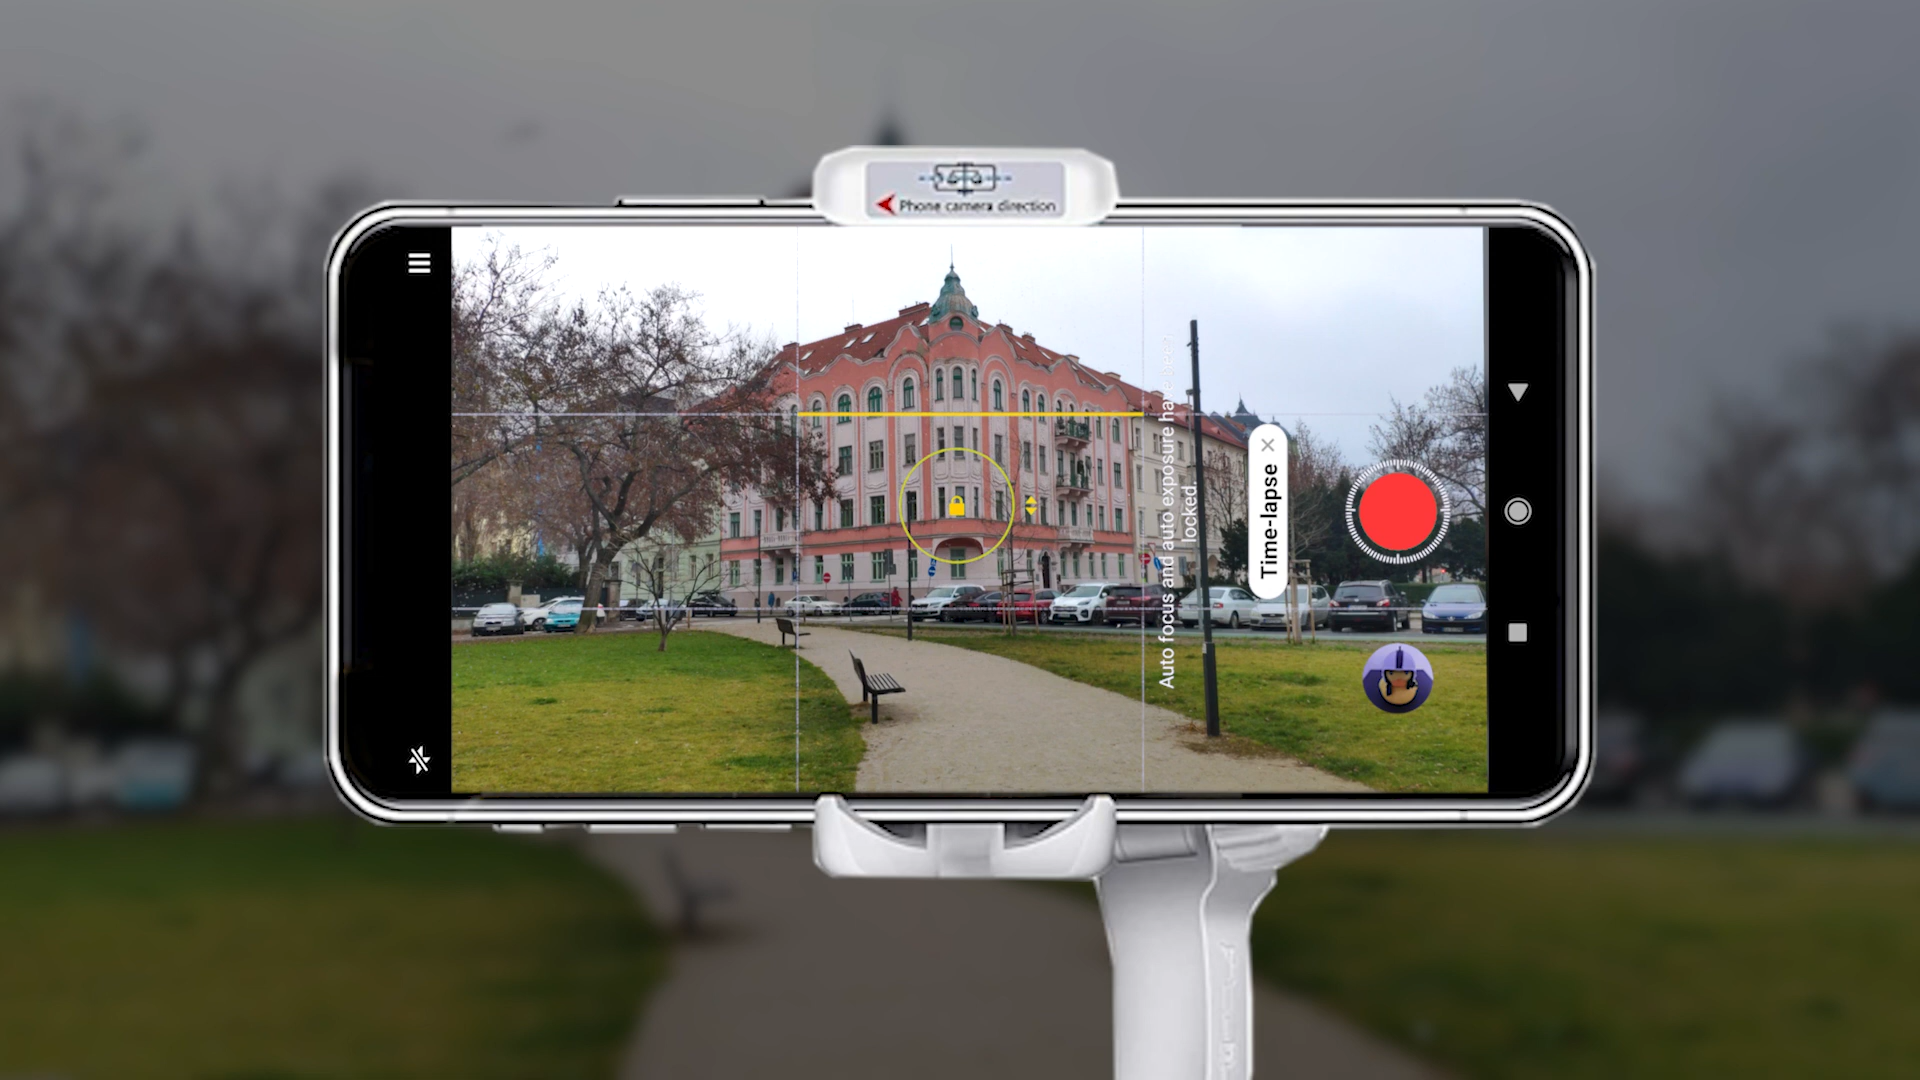 Phone camera direction
Auto focus and auto exposure have been
locked.
Time-lapse